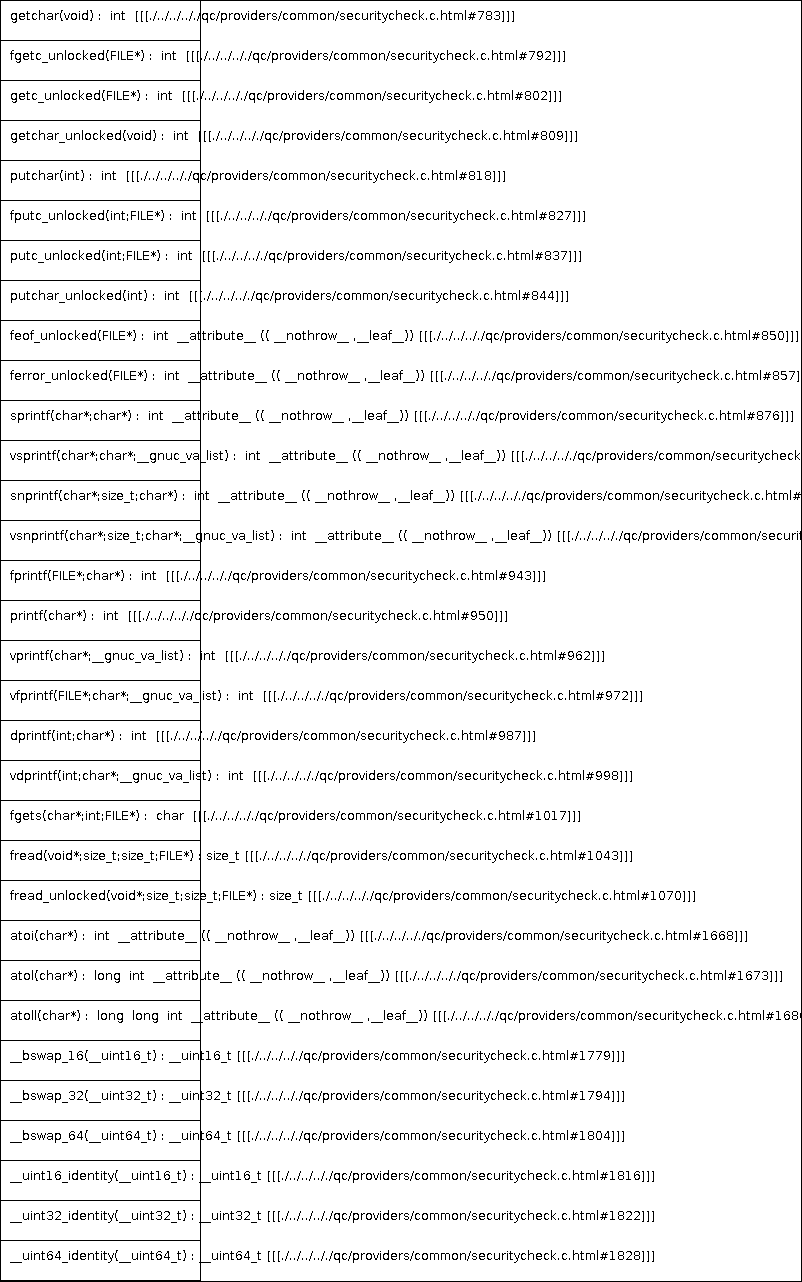 getchar(void) : int [[[./../../../qc/providers/common/securitycheck.c.html#783]]]
fgetc_unlocked(FILE*) : int [[[./../../../qc/providers/common/securitycheck.c.html#792]]]
getc_unlocked(FILE*) : int [[[./../../../qc/providers/common/securitycheck.c.html#802]]]
getchar_unlocked(void) : int [[[./../../../qc/providers/common/securitycheck.c.html#809]]]
putchar(int) : int [[[./../../../qc/providers/common/securitycheck.c.html#818]]]
fputc_unlocked(int;FILE*) : int [[[./../../../qc/providers/common/securitycheck.c.html#827]]]
putc_unlocked(int;FILE*) : int [[[./../../../qc/providers/common/securitycheck.c.html#837]]]
putchar_unlocked(int) : int [[[./../../../qc/providers/common/securitycheck.c.html#844]]]
feof_unlocked(FILE*) : int __attribute__ (( __nothrow__ ,__leaf__)) [[[./../../../qc/providers/common/securitycheck.c.html#850]]]
ferror_unlocked(FILE*) : int __attribute__ (( __nothrow__ ,__leaf__)) [[[./../../../qc/providers/common/securitycheck.c.html#857]
sprintf(char*;char*) : int __attribute__ (( __nothrow__ ,__leaf__)) [[[./../../../qc/providers/common/securitycheck.c.html#876]]]
vsprintf(char*;char*;__gnuc_va_list) : int __attribute__ (( __nothrow__ ,__leaf__)) [[[./../../../qc/providers/common/securitycheck
snprintf(char*;size_t;char*) : int __attribute__ (( __nothrow__ ,__leaf__)) [[[./../../../qc/providers/common/securitycheck.c.html#
vsnprintf(char*;size_t;char*;__gnuc_va_list) : int __attribute__ (( __nothrow__ ,__leaf__)) [[[./../../../qc/providers/common/securit
fprintf(FILE*;char*) : int [[[./../../../qc/providers/common/securitycheck.c.html#943]]]
printf(char*) : int [[[./../../../qc/providers/common/securitycheck.c.html#950]]]
vprintf(char*;__gnuc_va_list) : int [[[./../../../qc/providers/common/securitycheck.c.html#962]]]
vfprintf(FILE*;char*;__gnuc_va_list) : int [[[./../../../qc/providers/common/securitycheck.c.html#972]]]
dprintf(int;char*) : int [[[./../../../qc/providers/common/securitycheck.c.html#987]]]
vdprintf(int;char*;__gnuc_va_list) : int [[[./../../../qc/providers/common/securitycheck.c.html#998]]]
fgets(char*;int;FILE*) : char [[[./../../../qc/providers/common/securitycheck.c.html#1017]]]
fread(void*;size_t;size_t;FILE*) : size_t [[[./../../../qc/providers/common/securitycheck.c.html#1043]]]
fread_unlocked(void*;size_t;size_t;FILE*) : size_t [[[./../../../qc/providers/common/securitycheck.c.html#1070]]]
atoi(char*) : int __attribute__ (( __nothrow__ ,__leaf__)) [[[./../../../qc/providers/common/securitycheck.c.html#1668]]]
atol(char*) : long int __attribute__ (( __nothrow__ ,__leaf__)) [[[./../../../qc/providers/common/securitycheck.c.html#1673]]]
atoll(char*) : long long int __attribute__ (( __nothrow__ ,__leaf__)) [[[./../../../qc/providers/common/securitycheck.c.html#168
__bswap_16(__uint16_t) : __uint16_t [[[./../../../qc/providers/common/securitycheck.c.html#1779]]]
__bswap_32(__uint32_t) : __uint32_t [[[./../../../qc/providers/common/securitycheck.c.html#1794]]]
__bswap_64(__uint64_t) : __uint64_t [[[./../../../qc/providers/common/securitycheck.c.html#1804]]]
__uint16_identity(__uint16_t) : __uint16_t [[[./../../../qc/providers/common/securitycheck.c.html#1816]]]
__uint32_identity(__uint32_t) : __uint32_t [[[./../../../qc/providers/common/securitycheck.c.html#1822]]]
__uint64_identity(__uint64_t) : __uint64_t [[[./../../../qc/providers/common/securitycheck.c.html#1828]]]